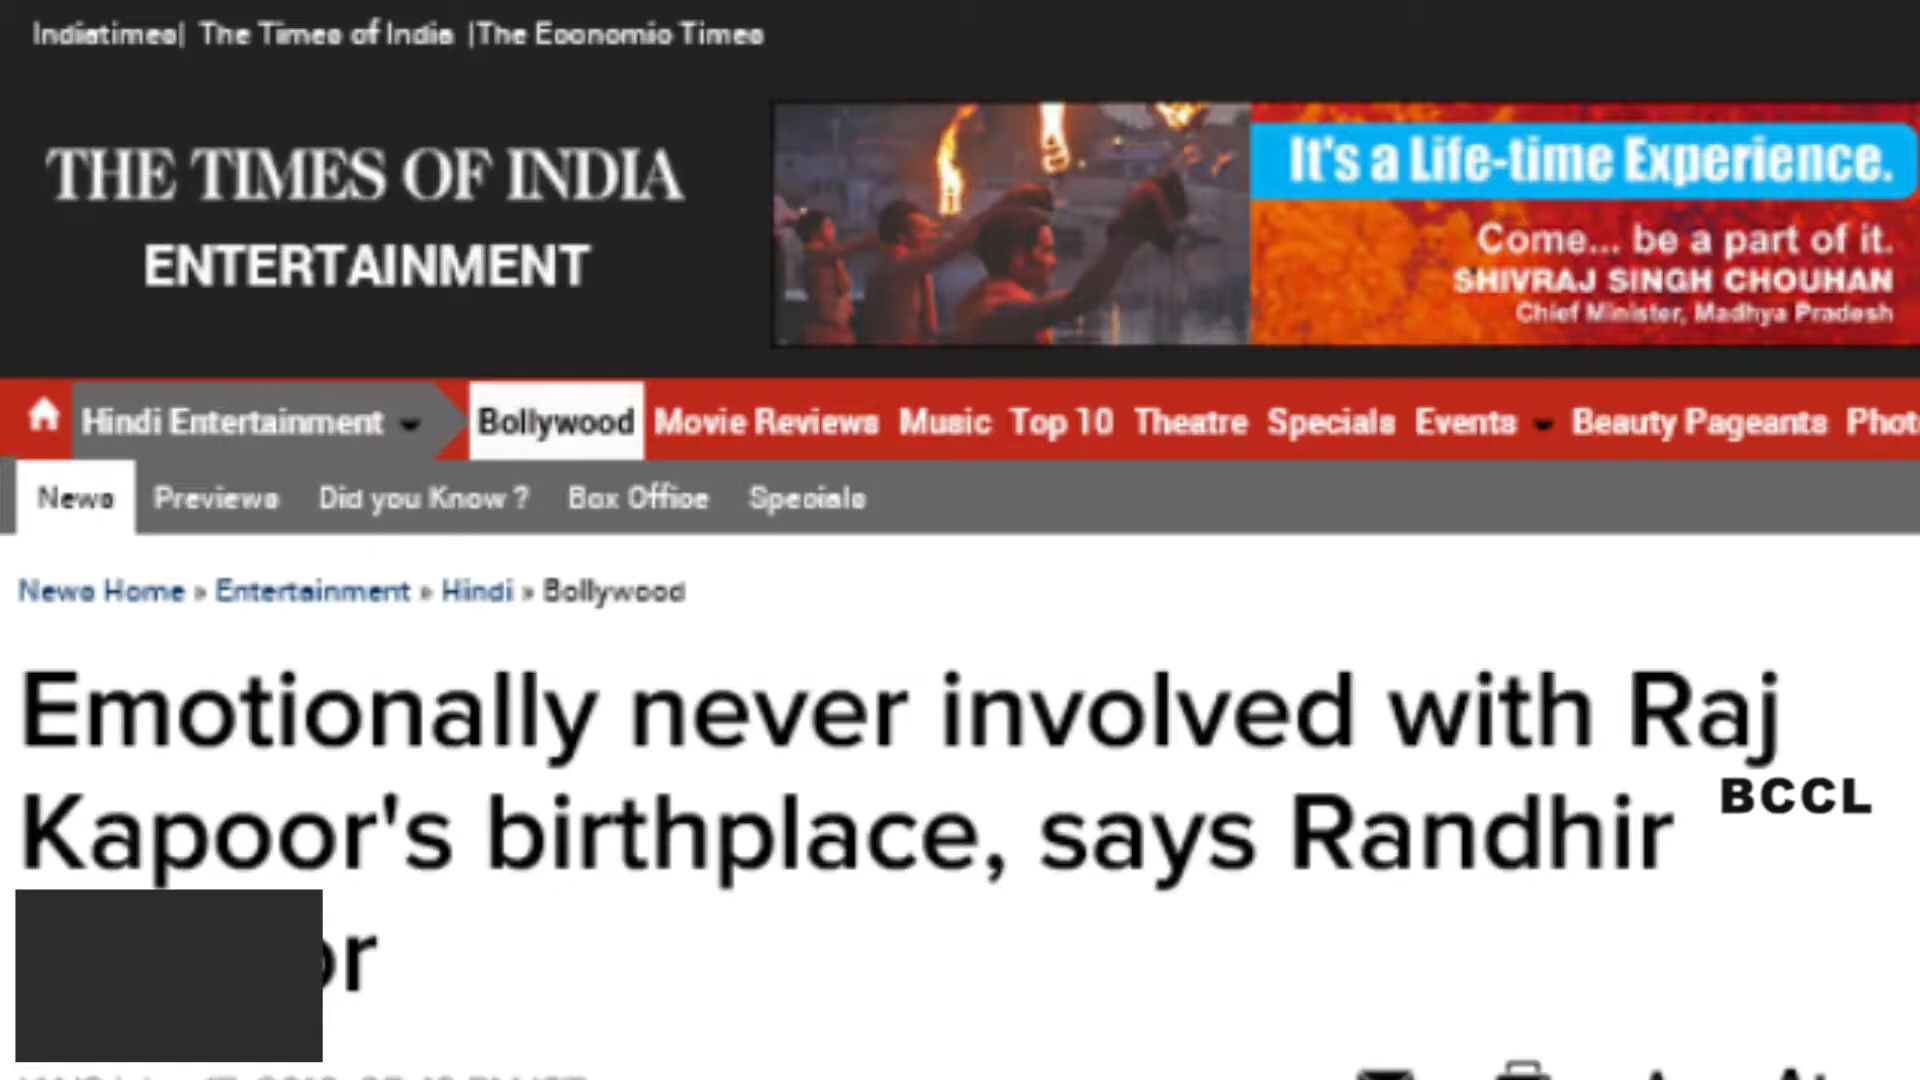 Indiatimes| The Times of India |The Economic Times
THE TIMES OF INDIA
ENTERTAINMENT
It's a Life-time Experience.
Come... be a part of it.
SHIVRAJ SINGH CHOUHAN
Chief Minister, Madhya Pradesh
Hindi Entertainment Bollywood Movie Reviews Music Top 10 Theatre Specials Events Beauty Pageants Phot
News Previews Did you Know ? Box Office Specials
News Home » Entertainment » Hindi » Bollywood
Emotionally never involved with Raj
Kapoor's birthplace, says Randhir
BCCL
or